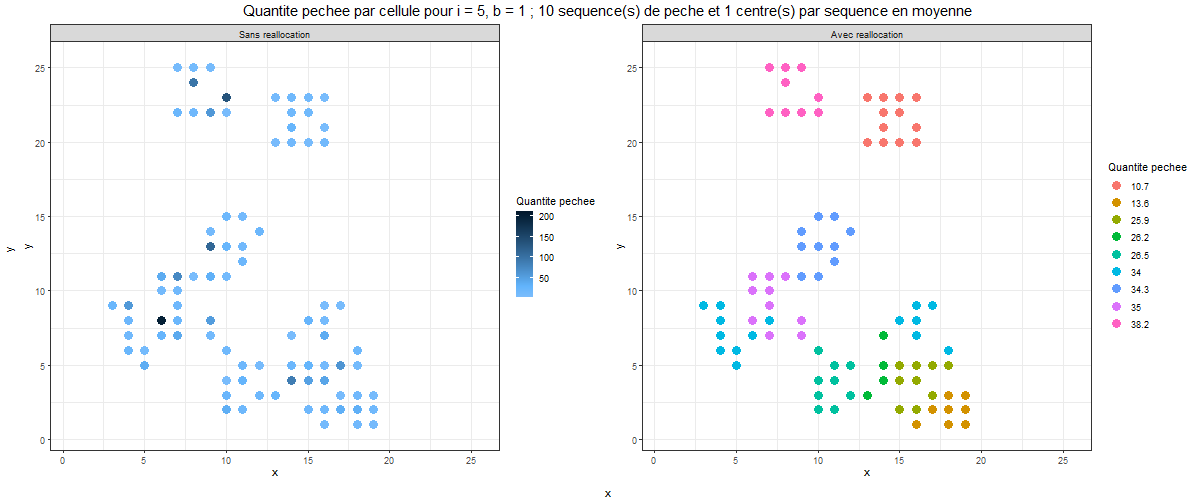 Quantite pechee par cellule pour i = 5, b = 1 ; 10 sequence(s) de peche et 1 centre(s) par sequence en moyenne
Sans reallocation
25
20
15
10
5
0
0 5 10 15 20 25
x
y
y
Quantite pechee
200
150
100
50
Avec reallocation
25
20
15
10
5
0
0 5 10 15 20 25
x
y
Quantite pechee
10.7
13.6
25.9
26.2
26.5
34
34.3
35
38.2
x